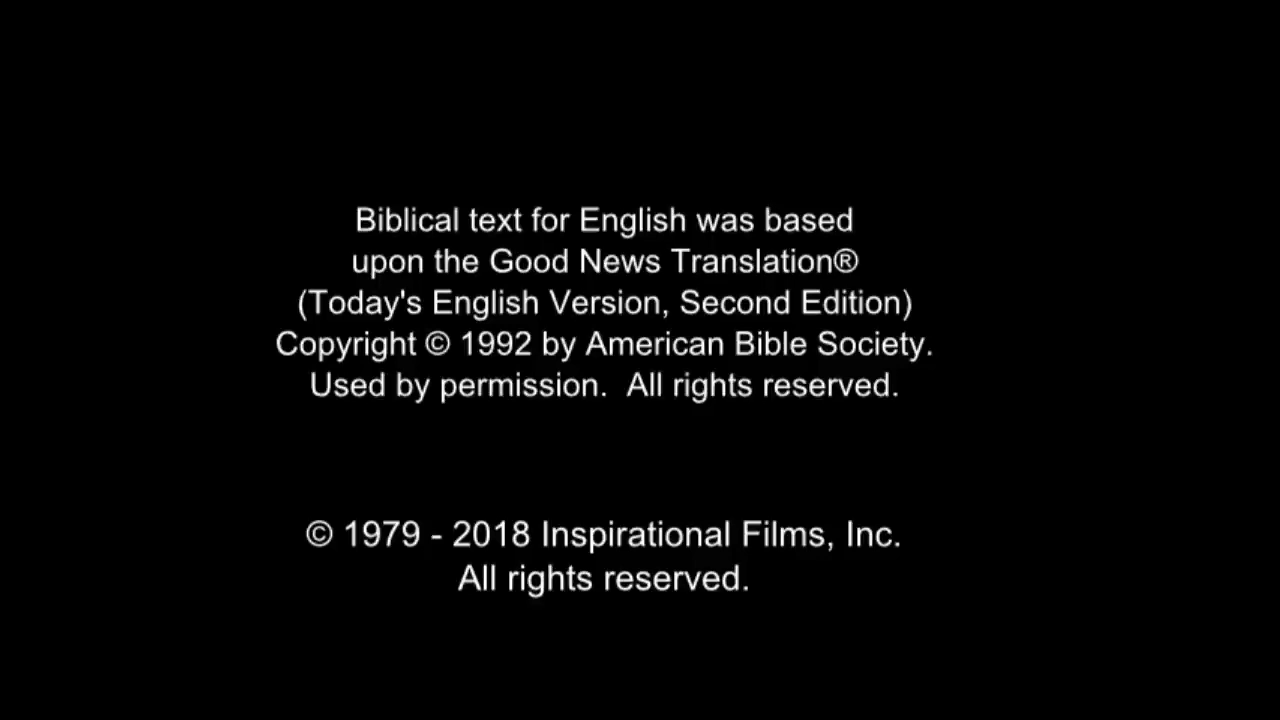 Biblical text for English was based
upon the Good News Translation®
(Today's English Version, Second Edition)
Copyright © 1992 by American Bible Society.
Used by permission.  All rights reserved.
© 1979 - 2018 Inspirational Films, Inc.
All rights reserved.